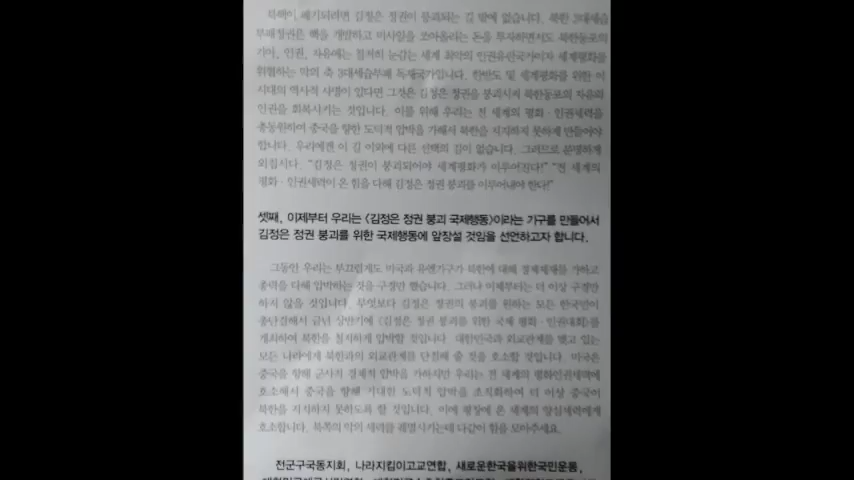 북핵이 폐기되려면 김정은 정권이 붕괴되는 길 밖에 없습니다. 북한 3대세습
부패정권은 핵을 개발하고 미사일을 쏘아올리는 돈을 투자하면서도 북한동포의
기아, 인권, 자유에는 철저히 눈감는 세계 최악의 인권유린국가이자 세계평화를
위협하는 악의 축 3대세습부패 독재국가입니다. 한반도 및 세계평화를 위한 이
시대의 역사적 사명이 있다면 그것은 김정은 정권을 붕괴시켜 북한동포의 자유와
인권을 회복시키는 것입니다. 이를 위해 우리는 전 세계의 평화·인권세력을
총동원하여 중국을 향한 도덕적 압박을 가해서 북한을 지지하지 못하게 만들어야
합니다. 우리에겐 이 길 이외에 다른 선택의 길이 없습니다. 그러므로 분명하게
외칩시다. “김정은 정권이 붕괴되어야 세계평화가 이루어진다!” “전 세계의
평화·인권세력이 온 힘을 다해 김정은 정권 붕괴를 이루어내야 한다!”
셋째, 이제부터 우리는 〈김정은 정권 붕괴 국제행동〉이라는 기구를 만들어서
김정은 정권 붕괴를 위한 국제행동에 앞장설 것임을 선언하고자 합니다.
그동안 우리는 부끄럽게도 미국과 유엔기구가 북한에 대해 경제제재를 가하고
총력을 다해 압박하는 것을 구경만 했습니다. 그러나 이제부터는 더 이상 구경만
하지 않을 것입니다. 무엇보다 김정은 정권의 붕괴를 원하는 모든 한국민이
총단결해서 금년 상반기에 〈김정은 정권 붕괴를 위한 국제 평화·인권대회〉를
개최하여 북한을 철저하게 압박할 것입니다. 대한민국과 외교관계를 맺고 있는
모든 나라에게 북한과의 외교관계를 단절해 줄 것을 호소할 것입니다. 미국은
중국을 향해 군사적 경제적 압박을 가하지만 우리는 전 세계의 평화인권세력에
호소해서 중국을 향해 거대한 도덕적 압박을 조직화하여 더 이상 중국이
북한을 지지하지 못하도록 할 것입니다. 이에 광장에 온 세계의 양심세력에게
호소합니다. 북쪽의 악의 세력을 궤멸시키는데 다같이 힘을 모아주세요.
전군구국동지회, 나라지킴이고교연합, 새로운한국을위한국민운동,